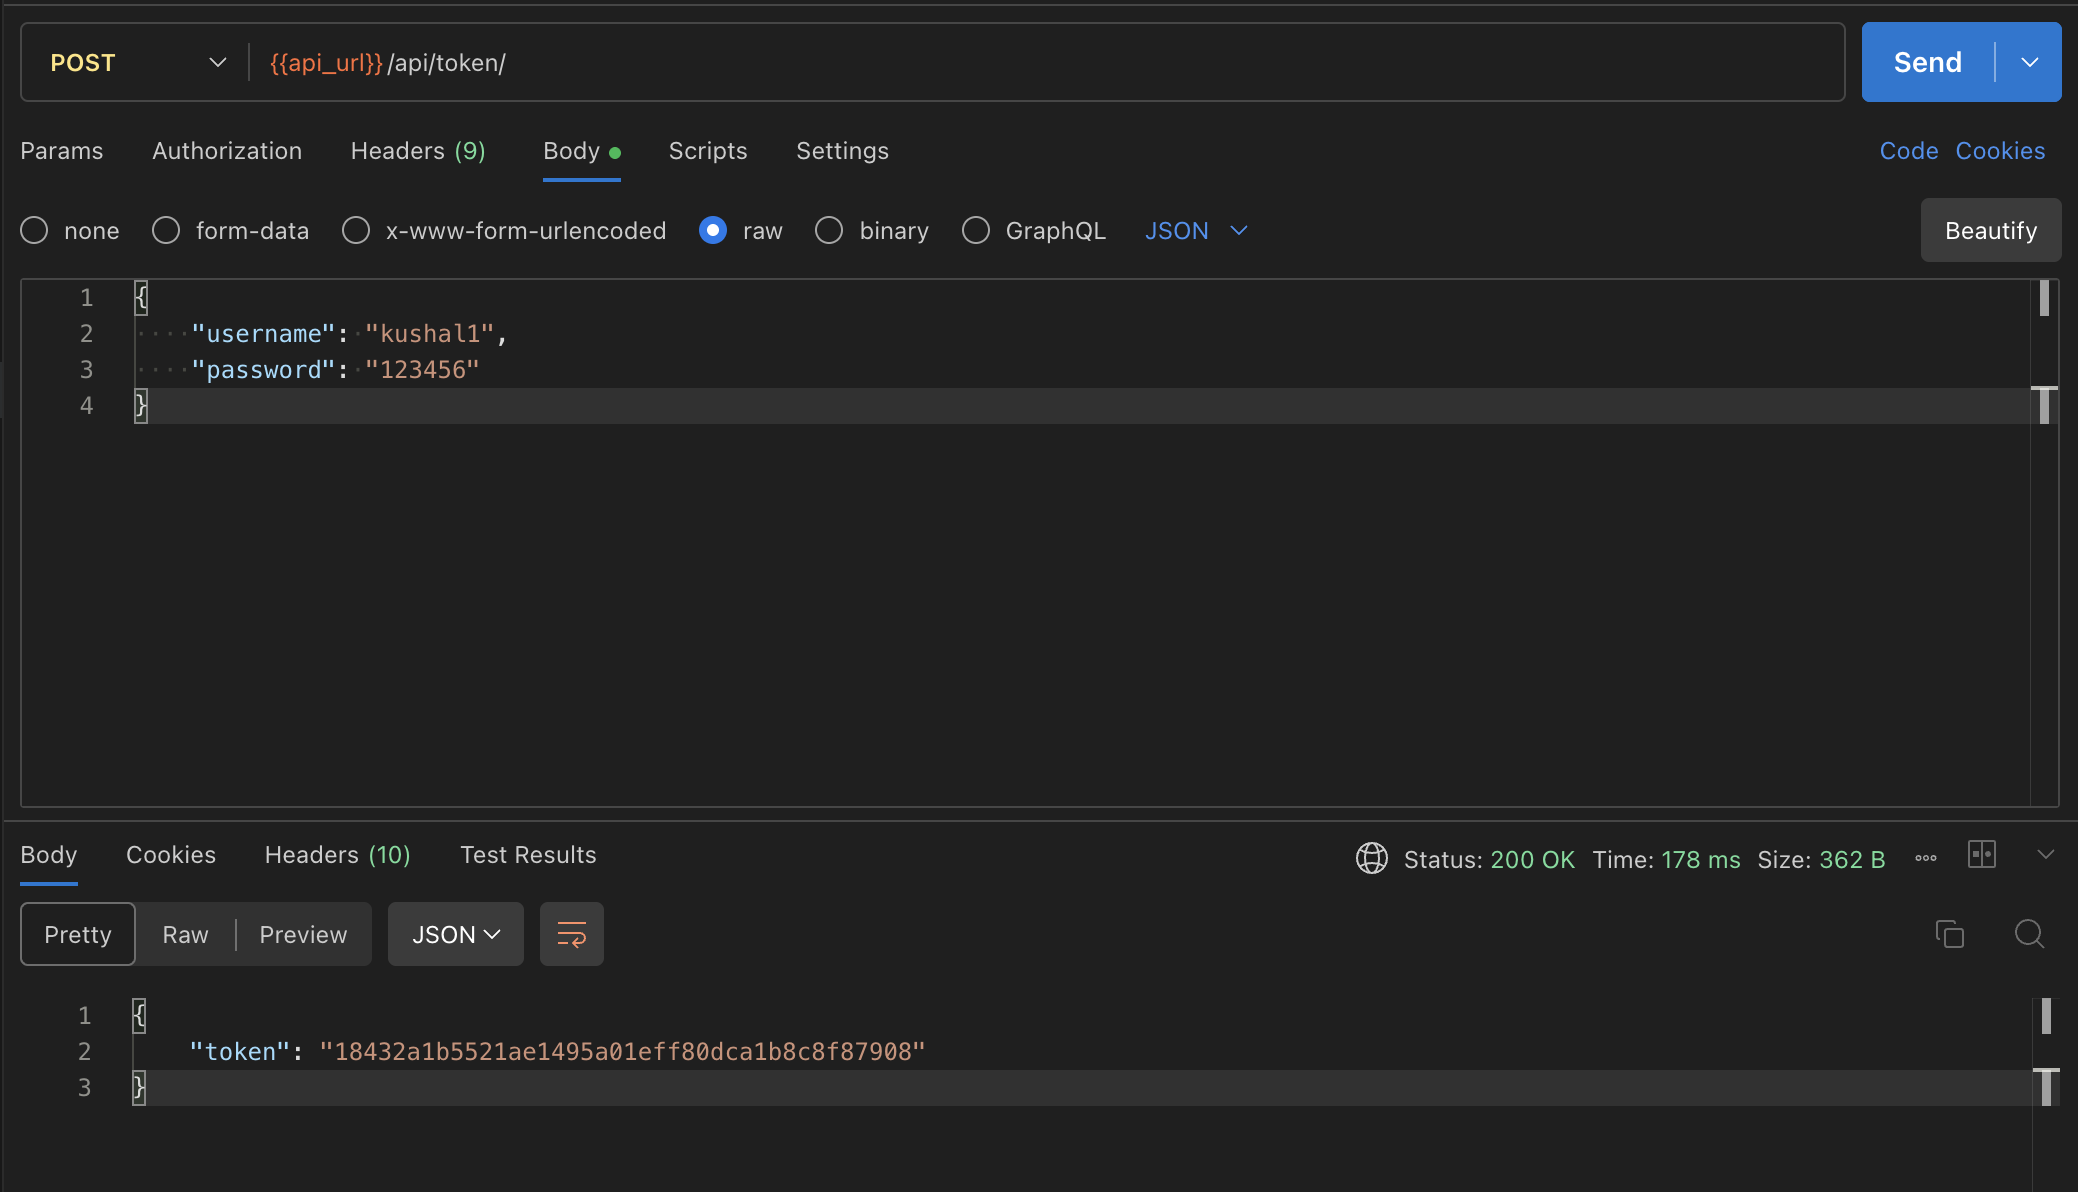 POST {{api_url}}/api/token/ Send
Params Authorization Headers (9) Body Scripts Settings Code Cookies
none form-data x-www-form-urlencoded raw binary GraphQL JSON Beautify
1 {
2 "username": "kushal1",
3 "password": "123456"
4 }
Body Cookies Headers (10) Test Results Status: 200 OK Time: 178 ms Size: 362 B
Pretty Raw Preview JSON
1 {
2 "token": "18432a1b5521ae1495a01eff80dca1b8c8f87908"
3 }